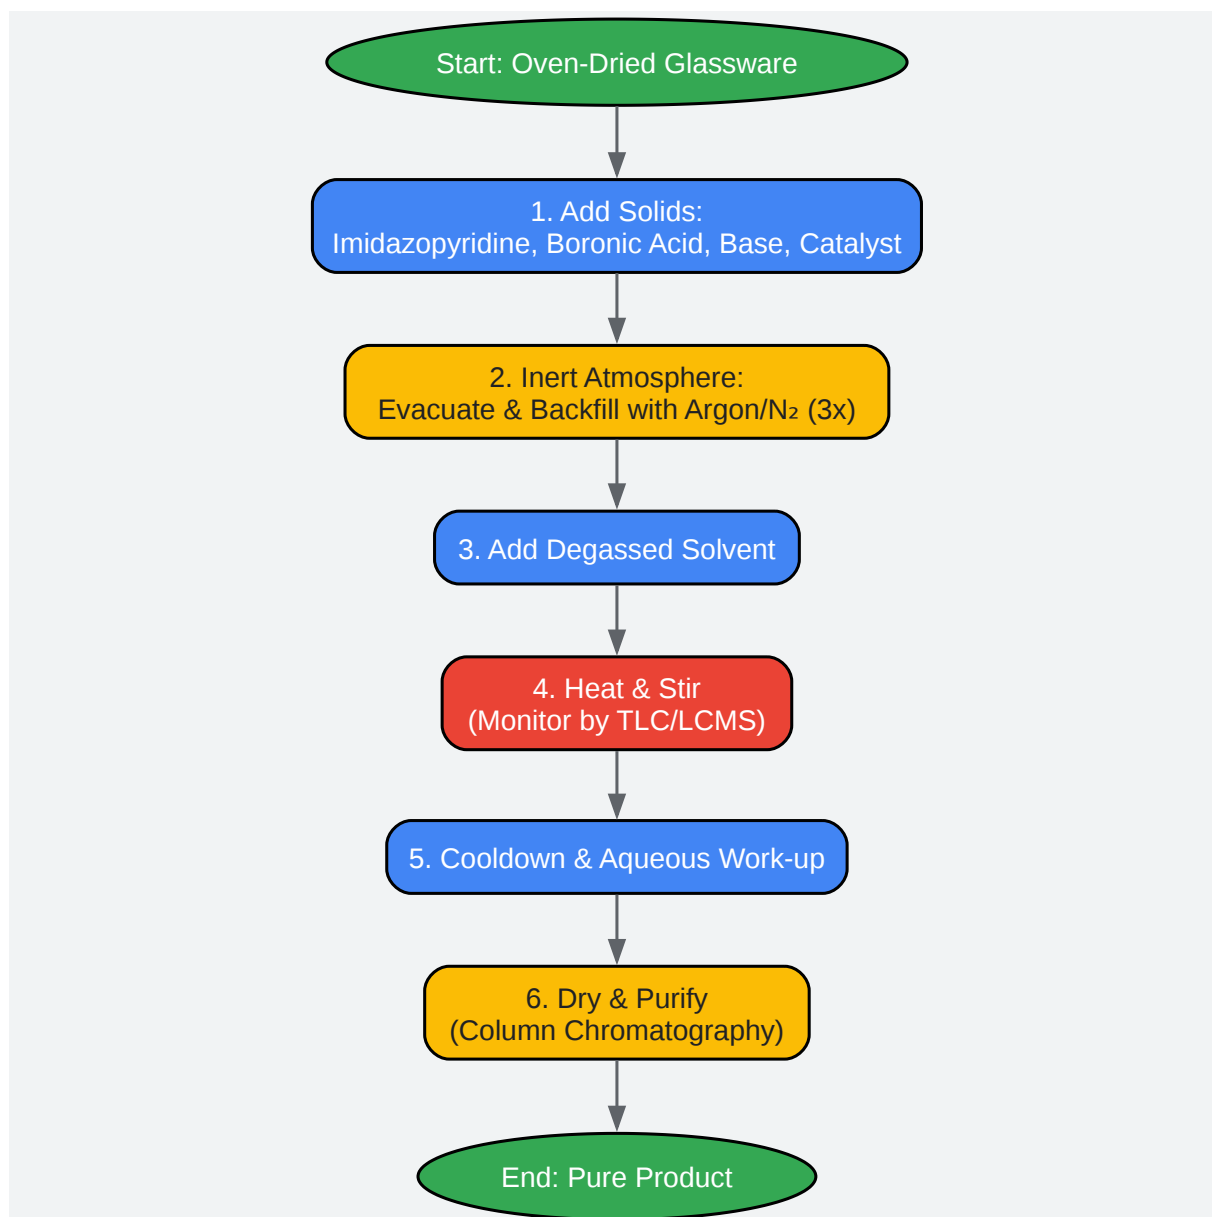 Start: Oven-Dried Glassware
1. Add Solids:
Imidazopyridine, Boronic Acid, Base, Catalyst
2. Inert Atmosphere:
Evacuate & Backfill with Argon/N₂ (3x)
3. Add Degassed Solvent
4. Heat & Stir
(Monitor by TLC/LCMS)
5. Cooldown & Aqueous Work-up
6. Dry & Purify
(Column Chromatography)
End: Pure Product